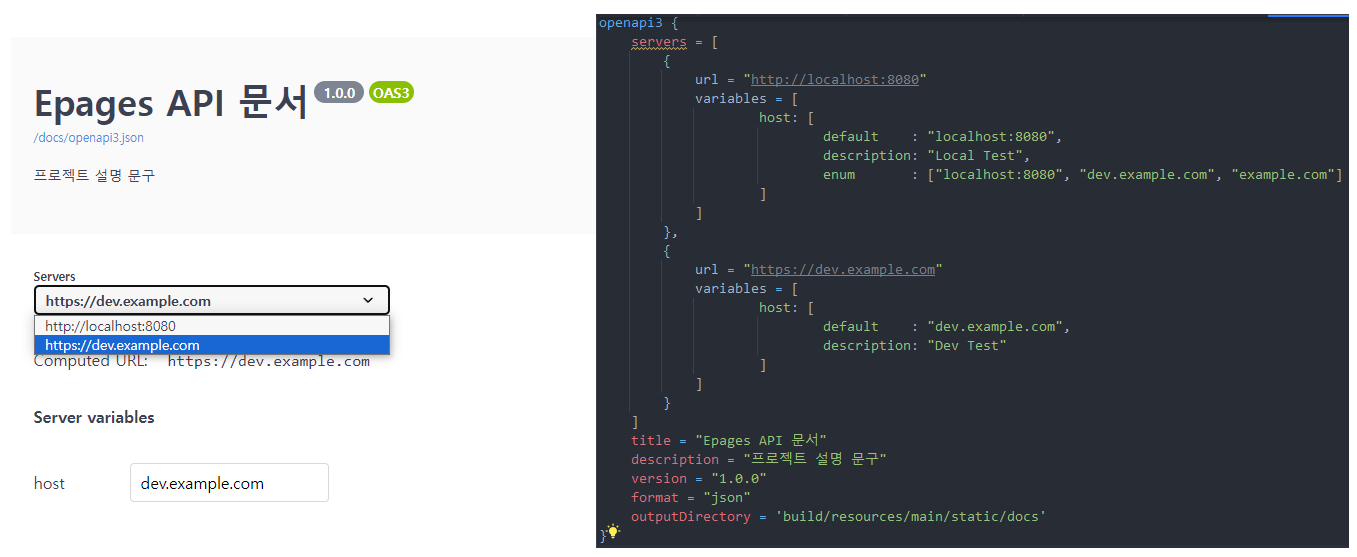 Epages API 문서 1.0.0 OAS3
/docs/openapi3.json
프로젝트 설명 문구
Servers
https://dev.example.com
http://localhost:8080
https://dev.example.com
Computed URL: https://dev.example.com
Server variables
host dev.example.com
openapi3 {
servers = [
{
url = "http://localhost:8080"
variables = [
host: [
default : "localhost:8080",
description: "Local Test",
enum : ["localhost:8080", "dev.example.com", "example.com"]
]
]
},
{
url = "https://dev.example.com"
variables = [
host: [
default : "dev.example.com",
description: "Dev Test"
]
]
}
]
title = "Epages API 문서"
description = "프로젝트 설명 문구"
version = "1.0.0"
format = "json"
outputDirectory = 'build/resources/main/static/docs'
}